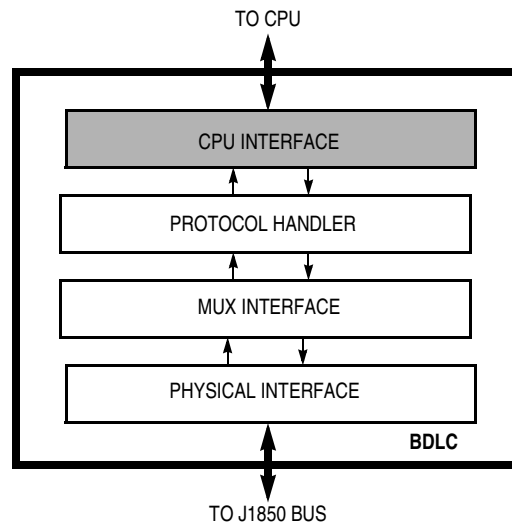 TO CPU
CPU INTERFACE
PROTOCOL HANDLER
MUX INTERFACE
PHYSICAL INTERFACE
BDLC
TO J1850 BUS